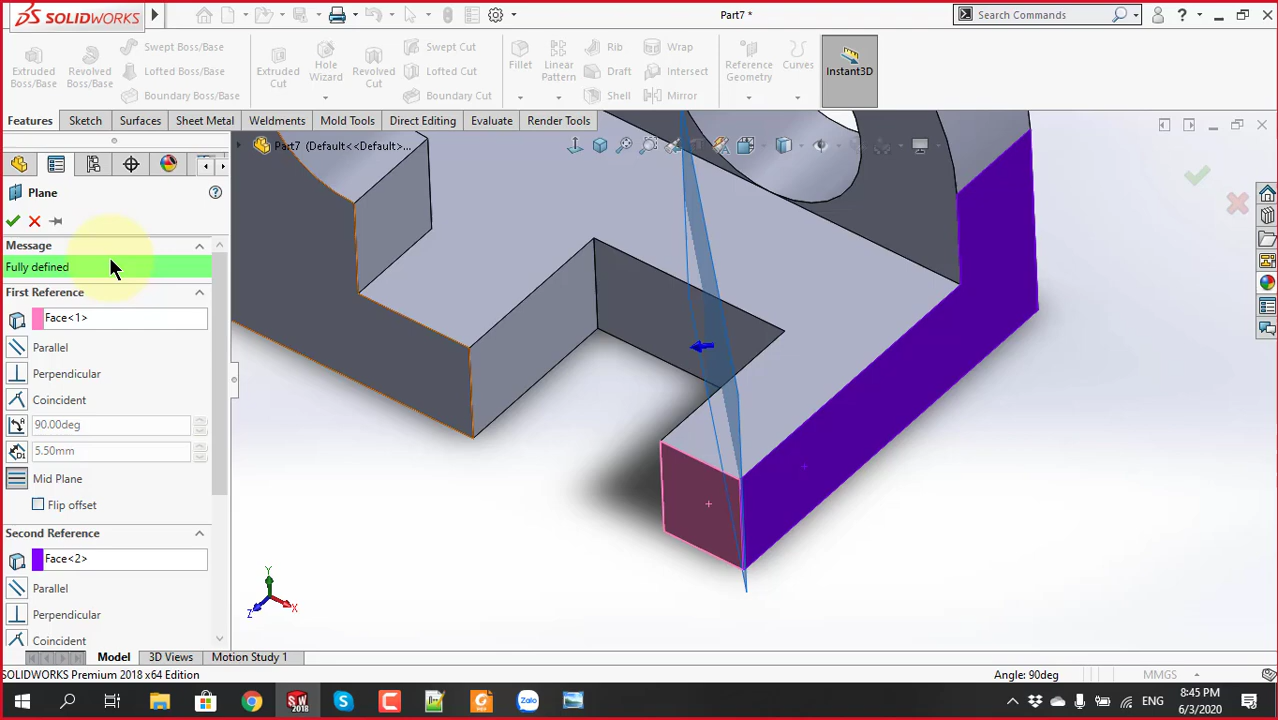 SOLIDWORKS
Part7 *
Search Commands
?
Extruded Boss/Base
Revolved Boss/Base
Swept Boss/Base
Lofted Boss/Base
Boundary Boss/Base
Extruded Cut
Hole Wizard
Revolved Cut
Swept Cut
Lofted Cut
Boundary Cut
Fillet
Linear Pattern
Rib
Draft
Shell
Wrap
Intersect
Mirror
Reference Geometry
Curves
Instant3D
Features
Sketch
Surfaces
Sheet Metal
Weldments
Mold Tools
Direct Editing
Evaluate
Render Tools
Part7 (Default<<Default>...
Plane
?
Message
Fully defined
First Reference
Face<1>
Parallel
Perpendicular
Coincident
90.00deg
5.50mm
Mid Plane
Flip offset
Second Reference
Face<2>
Parallel
Perpendicular
Coincident
Y
X
Z
Model
3D Views
Motion Study 1
SOLIDWORKS Premium 2018 x64 Edition
Angle: 90deg
MMGS
SW
2018
Zalo
ENG
8:45 PM
6/3/2020